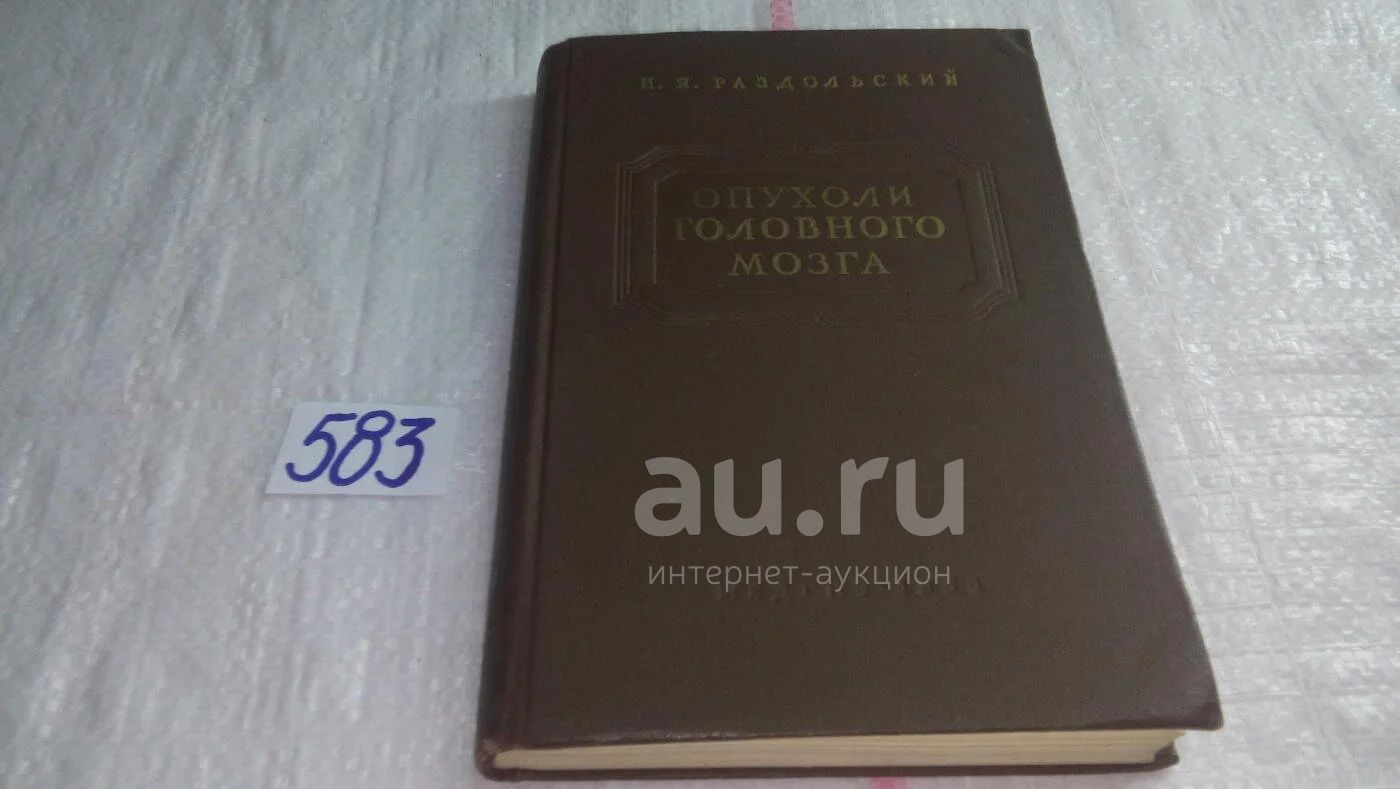 И. Я. РАЗДОЛЬСКИЙ
ОПУХОЛИ
ГОЛОВНОГО
МОЗГА
583
au.ru
интернет-аукцион